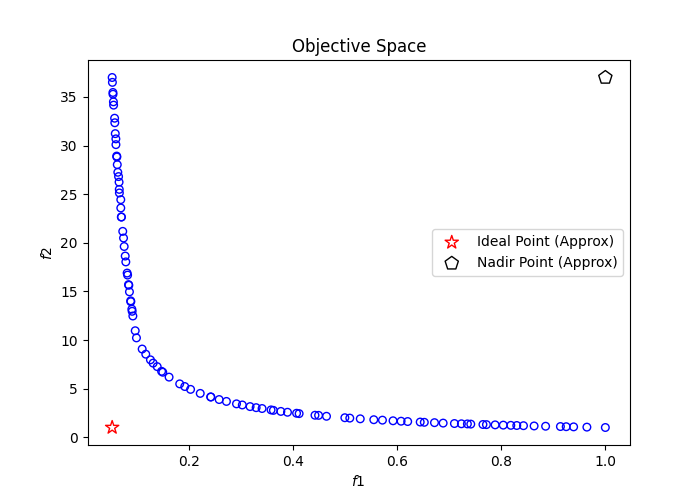 Objective Space
f2
35
30
25
20
15
10
5
0
Ideal Point (Approx)
Nadir Point (Approx)
0.2 0.4 0.6 0.8 1.0
f1